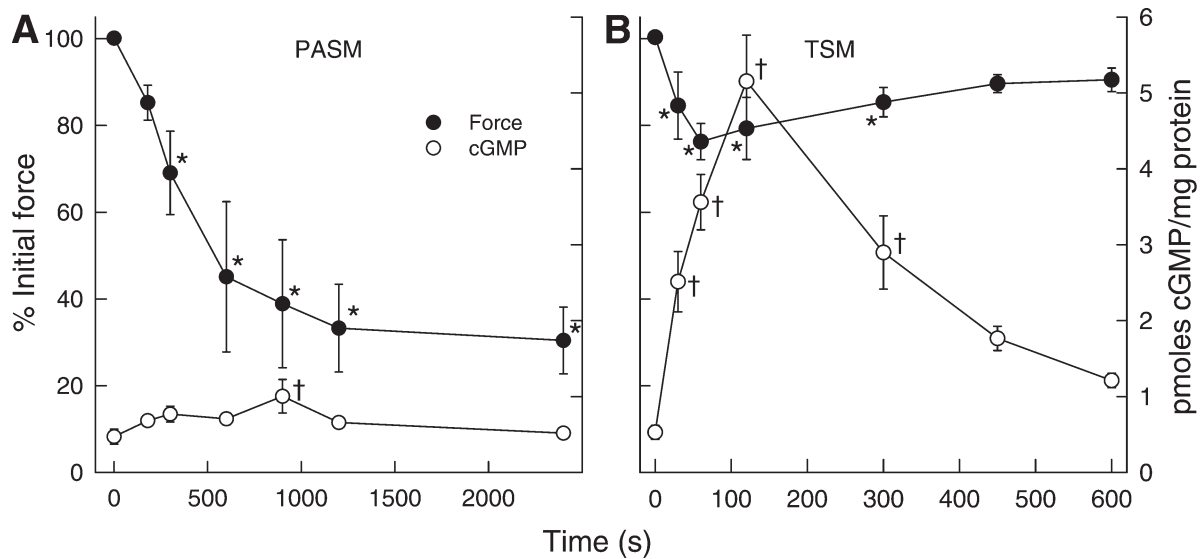 A
B
PASM
TSM
Force
cGMP
% Initial force
100
80
60
40
20
0
6
5
4
3
2
1
0
pmoles cGMP/mg protein
* * * * * *
†
* * * *
† † † †
0 500 1000 1500 2000
0 100 200 300 400 500 600
Time (s)